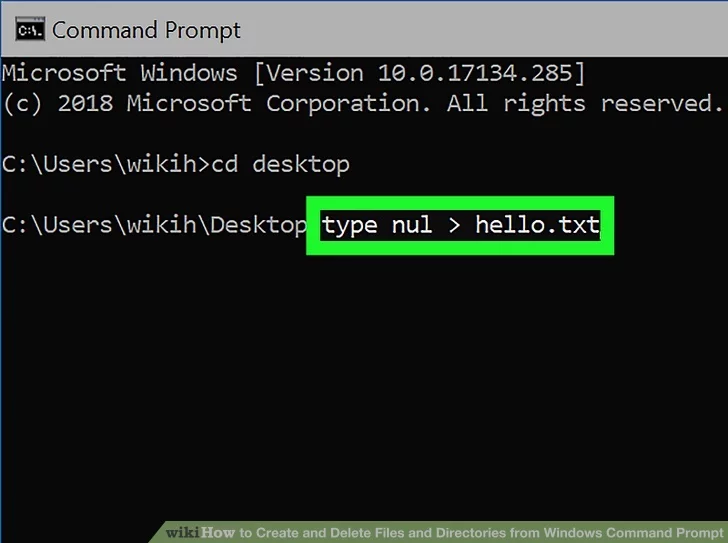 C:\. Command Prompt
Microsoft Windows [Version 10.0.17134.285]
(c) 2018 Microsoft Corporation. All rights reserved.
C:\Users\wikih>cd desktop
C:\Users\wikih\Desktop type nul > hello.txt
wikiHow to Create and Delete Files and Directories from Windows Command Prompt